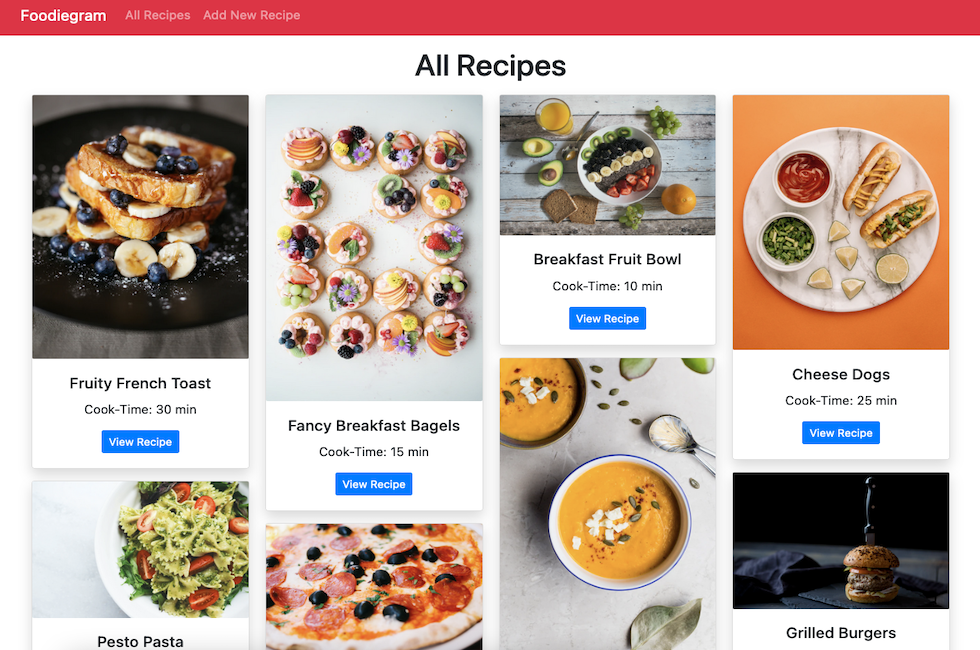 Foodiegram All Recipes Add New Recipe
All Recipes
Fruity French Toast
Cook-Time: 30 min
View Recipe
Pesto Pasta
Fancy Breakfast Bagels
Cook-Time: 15 min
View Recipe
Breakfast Fruit Bowl
Cook-Time: 10 min
View Recipe
Cheese Dogs
Cook-Time: 25 min
View Recipe
Grilled Burgers